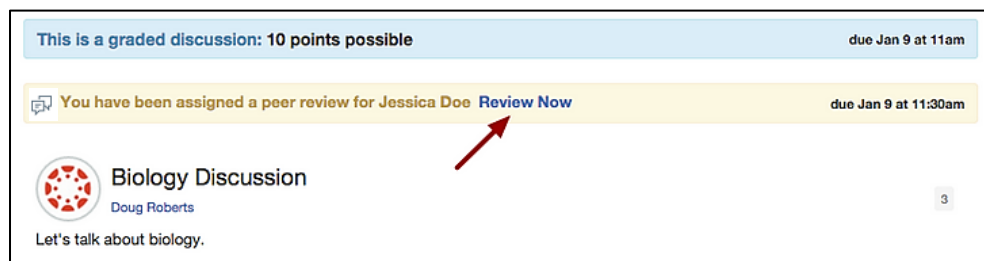 This is a graded discussion: 10 points possible due Jan 9 at 11am
You have been assigned a peer review for Jessica Doe Review Now due Jan 9 at 11:30am
Biology Discussion
Doug Roberts
3
Let's talk about biology.